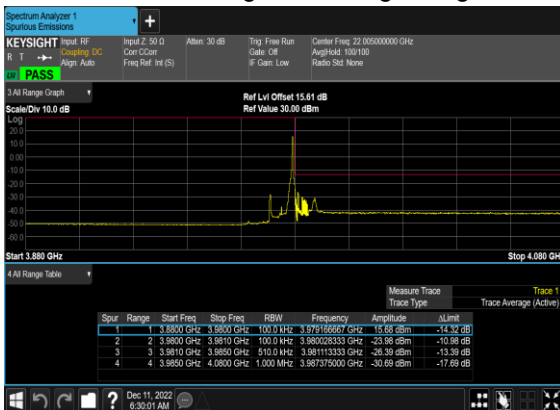 Spectrum Analyzer 1
Spurious Emissions
KEYSIGHT
R T
LV PASS
Input: RF
Coupling: DC
Align: Auto
Input Z: 50 Ω
Corr CCorr
Freq Ref: Int (S)
Atten: 30 dB
Trig: Free Run
Gate: Off
IF Gain: Low
Center Freq: 22.005000000 GHz
Avg|Hold: 100/100
Radio Std: None
3 All Range Graph
Scale/Div 10.0 dB
Ref Lvl Offset 15.61 dB
Ref Value 30.00 dBm
Log
20.0
10.0
0.00
-10.0
-20.0
-30.0
-40.0
-50.0
-60.0
Start 3.880 GHz
Stop 4.080 GH
4 All Range Table
Measure Trace Trace 1
Trace Type Trace Average (Active)
Spur Range Start Freq Stop Freq RBW Frequency Amplitude ΔLimit
1 1 3.8800 GHz 3.9800 GHz 100.0 kHz 3.979166667 GHz 15.68 dBm -14.32 dB
2 2 3.9800 GHz 3.9810 GHz 100.0 kHz 3.980028333 GHz -23.98 dBm -10.98 dB
3 3 3.9810 GHz 3.9850 GHz 510.0 kHz 3.981113333 GHz -26.39 dBm -13.39 dB
4 4 3.9850 GHz 4.0800 GHz 1.000 MHz 3.987375000 GHz -30.69 dBm -17.69 dB
Dec 11, 2022
6:30:01 AM